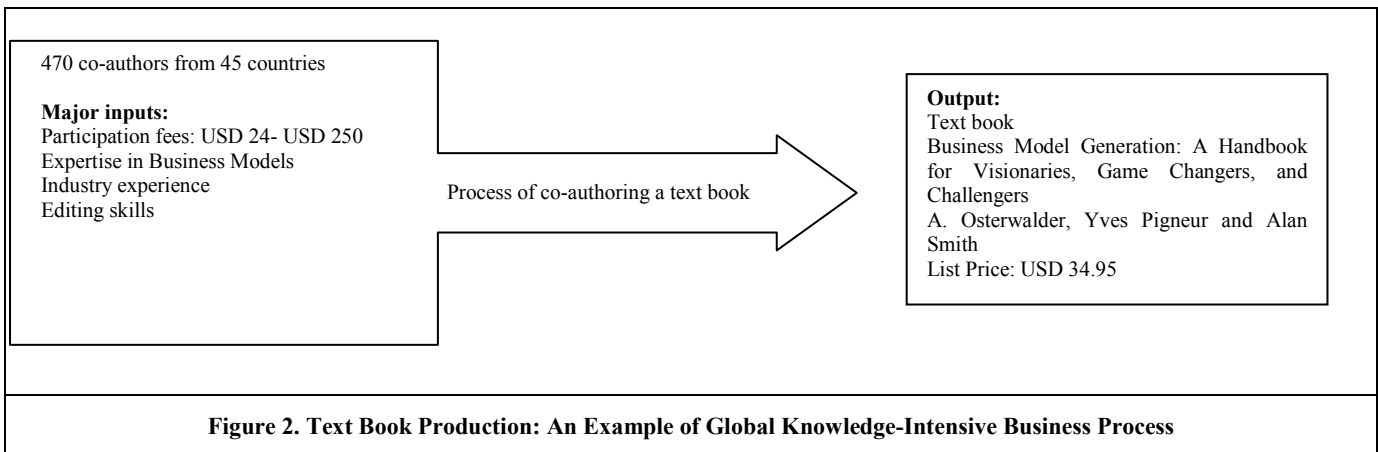 470 co-authors from 45 countries
Major inputs:
Participation fees: USD 24- USD 250
Expertise in Business Models
Industry experience
Editing skills
Process of co-authoring a text book
Output:
Text book
Business Model Generation: A Handbook
for Visionaries, Game Changers, and
Challengers
A. Osterwalder, Yves Pigneur and Alan
Smith
List Price: USD 34.95
Figure 2. Text Book Production: An Example of Global Knowledge-Intensive Business Process